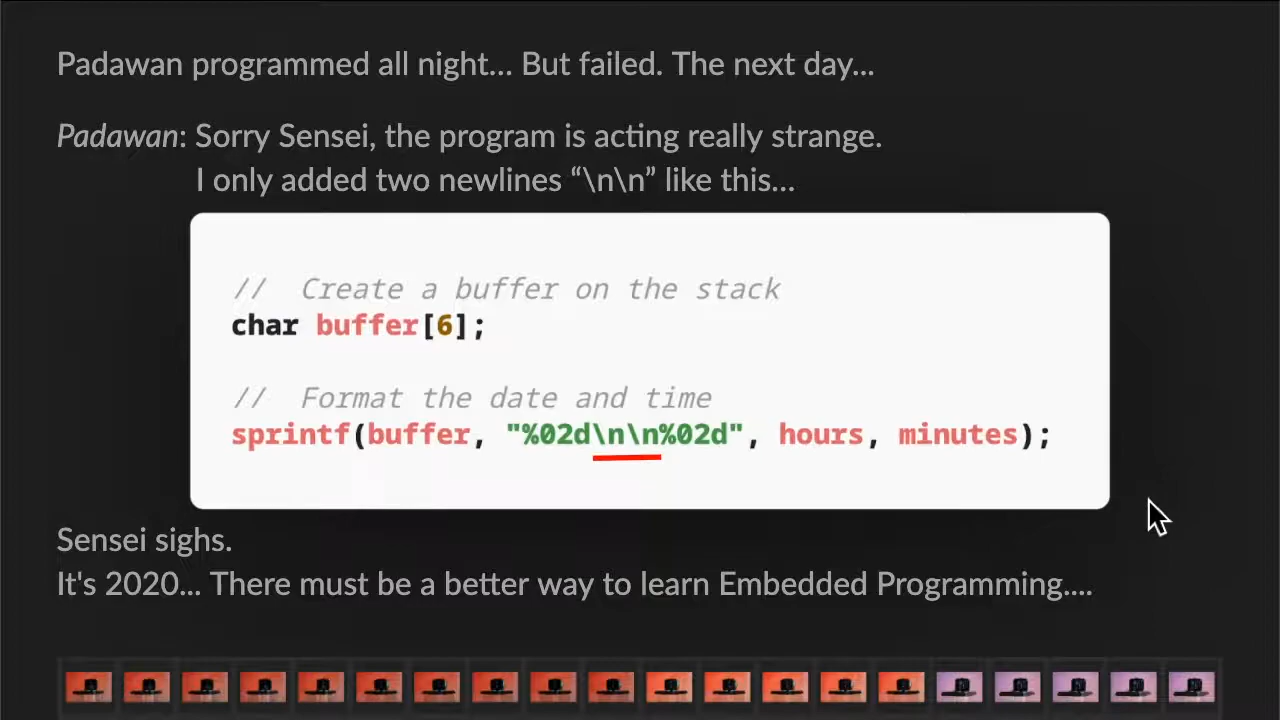 Padawan programmed all night... But failed. The next day...
Padawan: Sorry Sensei, the program is acting really strange.
I only added two newlines “\n\n” like this...
// Create a buffer on the stack
char buffer[6];
// Format the date and time
sprintf(buffer, "%02d\n\n%02d", hours, minutes);
Sensei sighs.
It's 2020... There must be a better way to learn Embedded Programming....